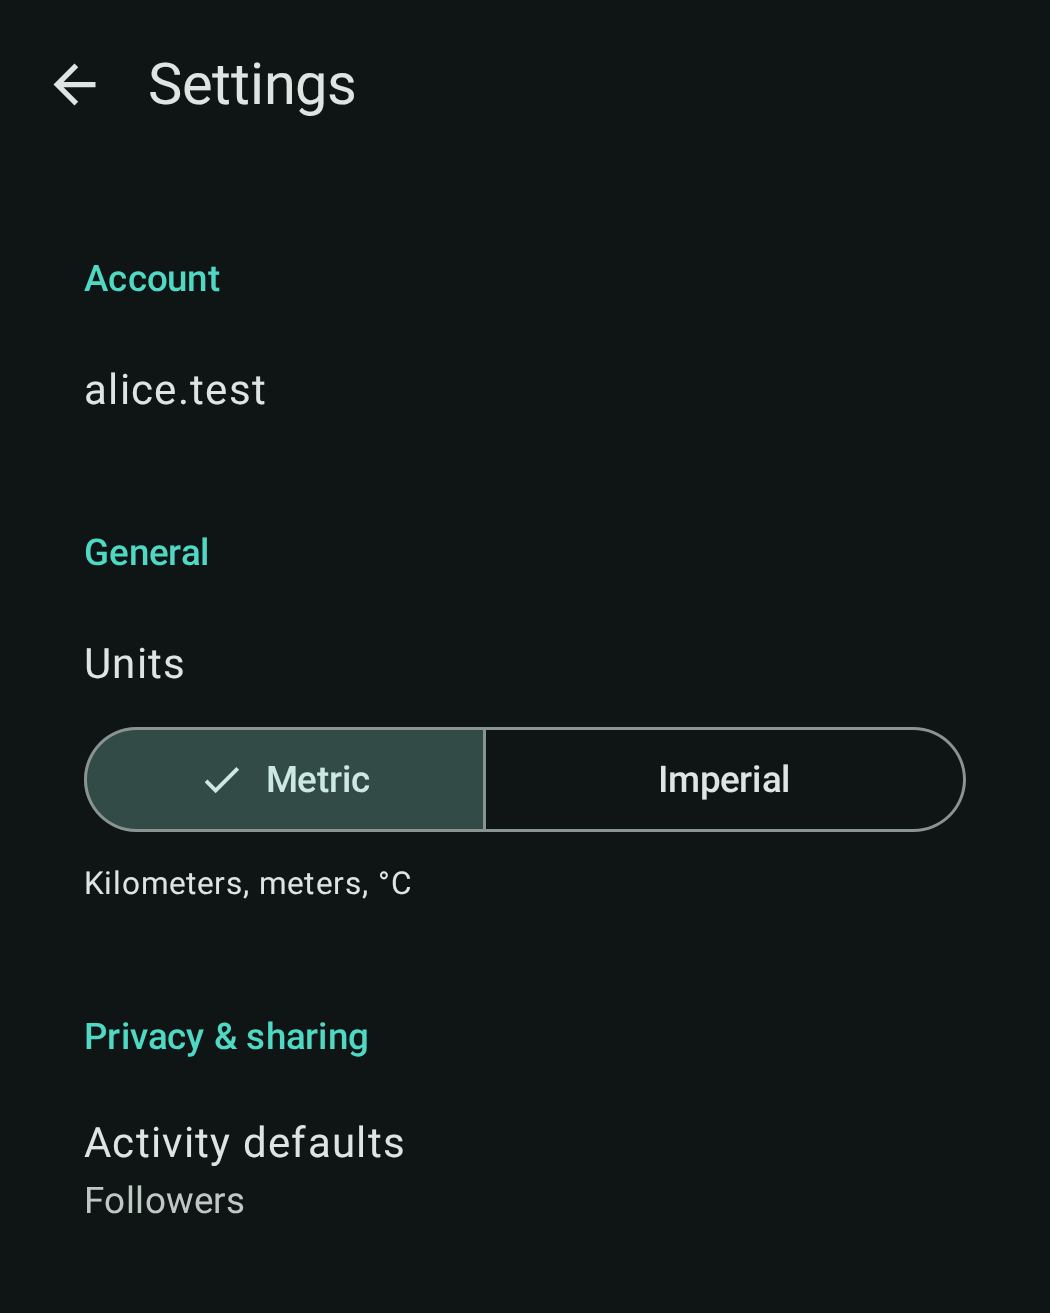 Settings
Account
alice.test
General
Units
Metric
Imperial
Kilometers, meters, °C
Privacy & sharing
Activity defaults
Followers